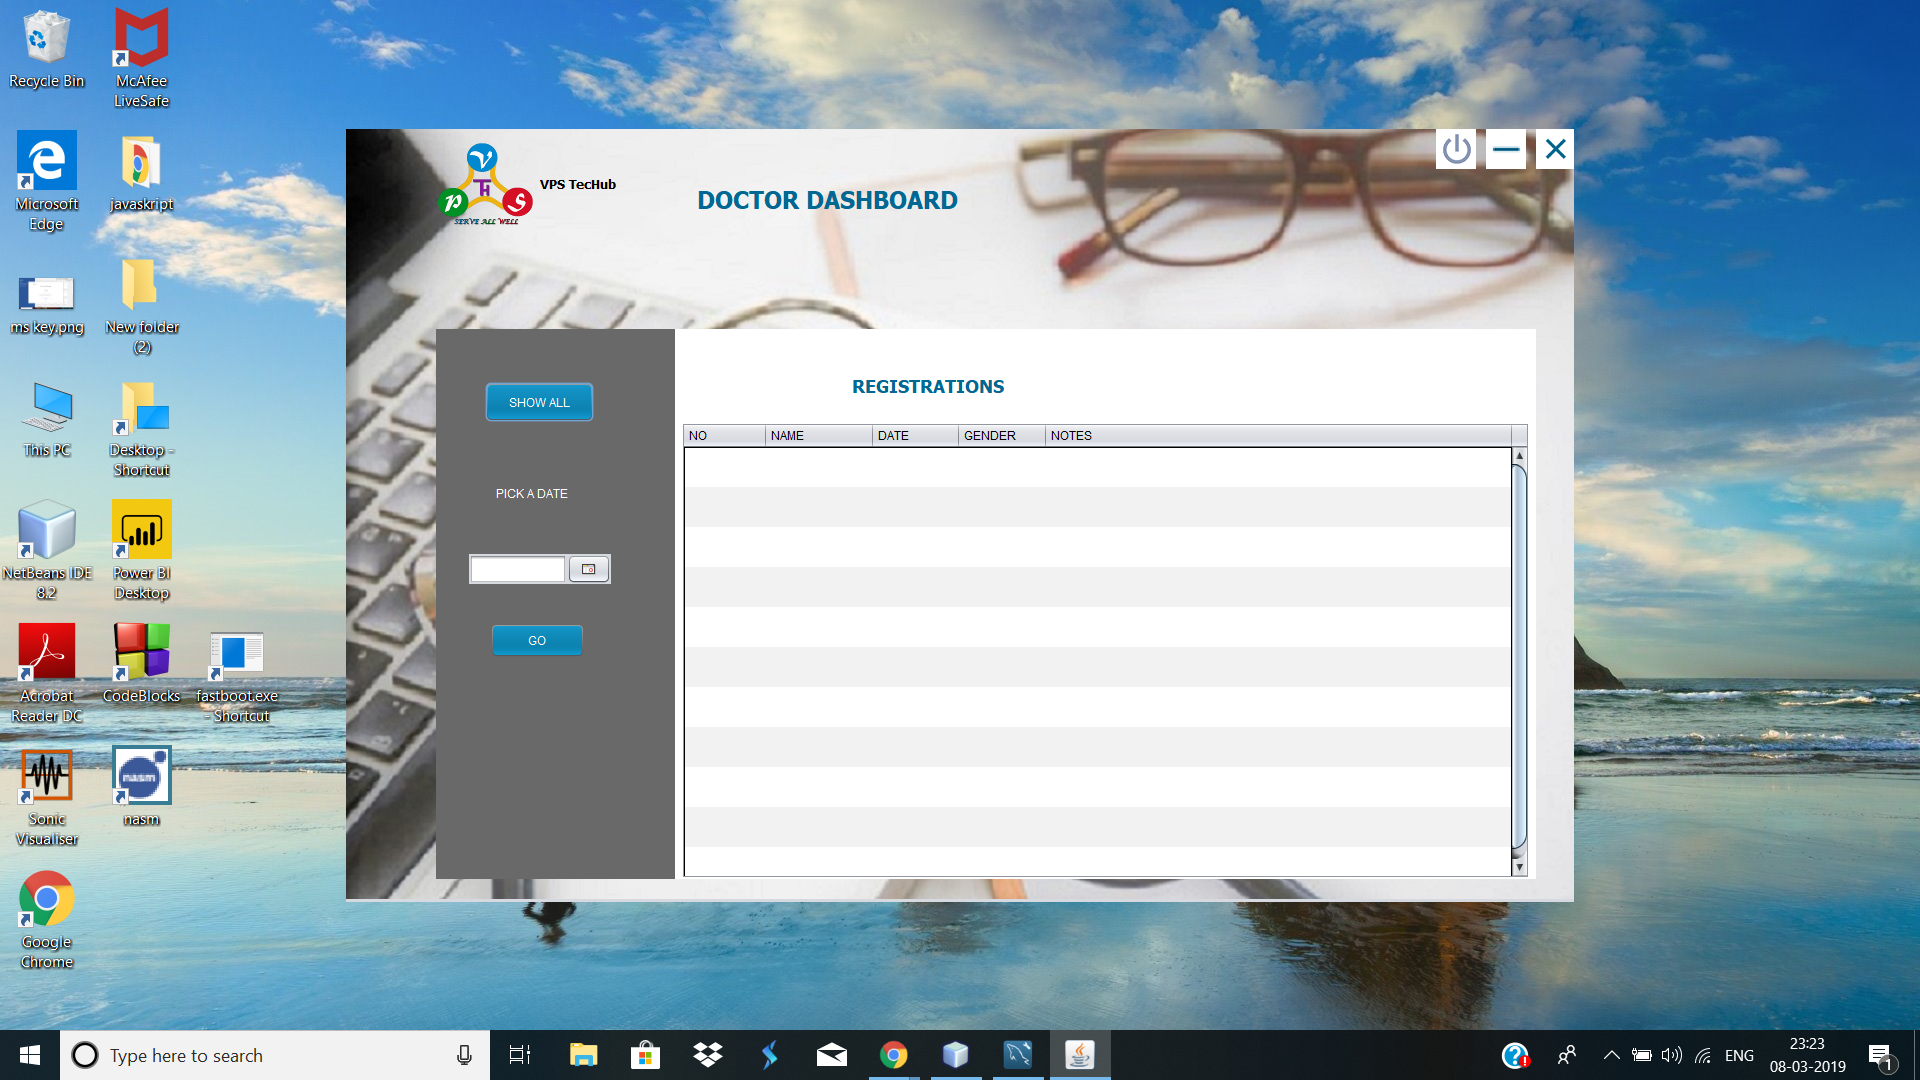 Recycle Bin
McAfee
LiveSafe
Microsoft
Edge
javaskript
ms key.png
New folder
(2)
This PC
Desktop -
Shortcut
NetBeans IDE
8.2
Power BI
Desktop
Acrobat
Reader DC
CodeBlocks
fastboot.exe
- Shortcut
Sonic
Visualiser
nasm
nasm
Google
Chrome
V
TH
P
S
SERVE ALL WELL
VPS TecHub
DOCTOR DASHBOARD
SHOW ALL
PICK A DATE
GO
REGISTRATIONS
NO NAME DATE GENDER NOTES
Type here to search
ENG
23:23
08-03-2019
1